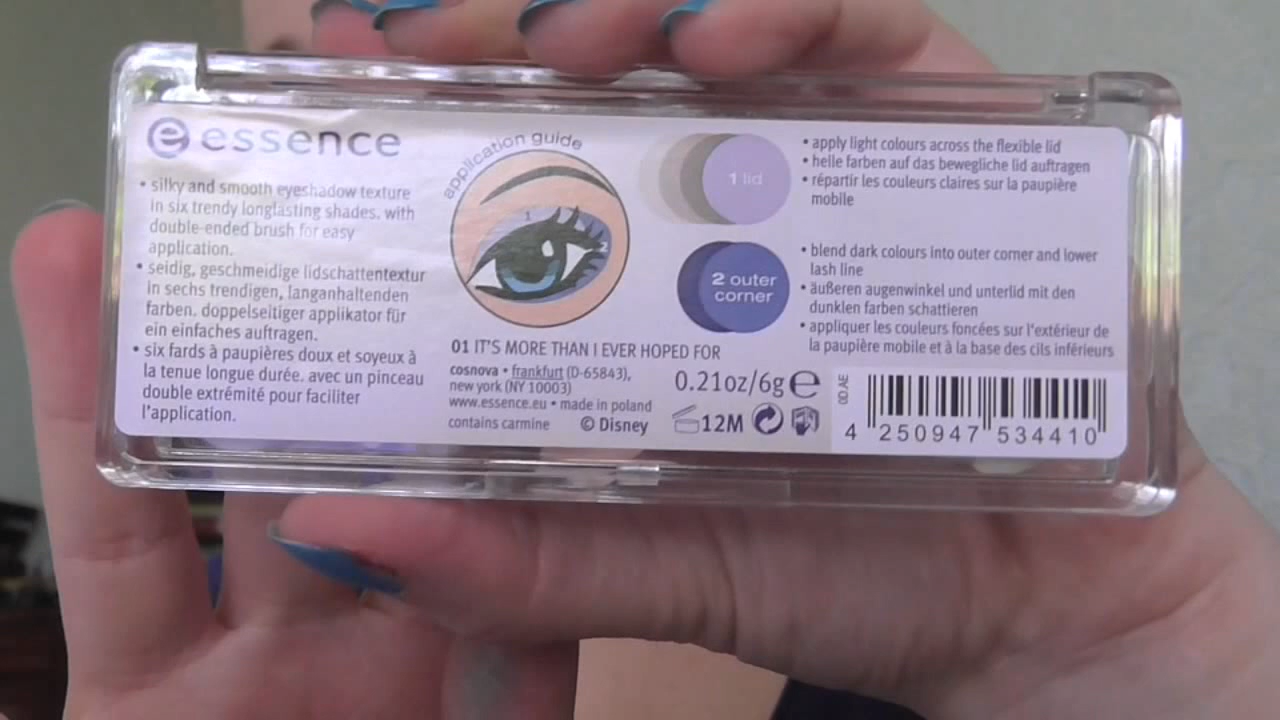 essence
• silky and smooth eyeshadow texture
in six trendy longlasting shades. with
double-ended brush for easy
application.
• seidig, geschmeidige lidschattentextur
in sechs trendigen, langanhaltenden
farben. doppelseitiger applikator für
ein einfaches auftragen.
• six fards à paupières doux et soyeux à
la tenue longue durée. avec un pinceau
double extrémité pour faciliter
l'application.
application guide
1
2
01 IT'S MORE THAN I EVER HOPED FOR
cosnova • frankfurt (D-65843),
new york (NY 10003)
www.essence.eu • made in poland
contains carmine © Disney
1 lid
2 outer
corner
0.21oz/6g e
12M
• apply light colours across the flexible lid
• helle farben auf das bewegliche lid auftragen
• répartir les couleurs claires sur la paupière
mobile
• blend dark colours into outer corner and lower
lash line
• äußeren augenwinkel und unterlid mit den
dunklen farben schattieren
• appliquer les couleurs foncées sur l'extérieur de
la paupière mobile et à la base des cils inférieurs
4 250947 534410